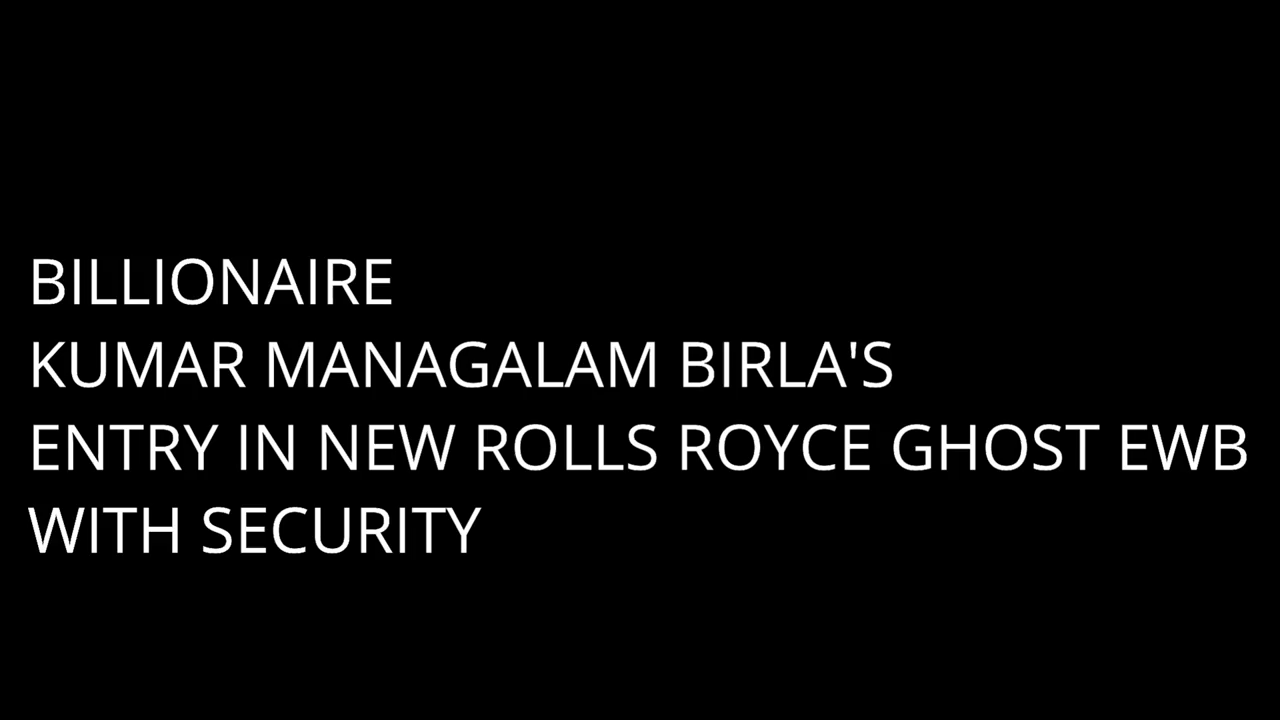 BILLIONAIRE
KUMAR MANAGALAM BIRLA'S
ENTRY IN NEW ROLLS ROYCE GHOST EWB
WITH SECURITY